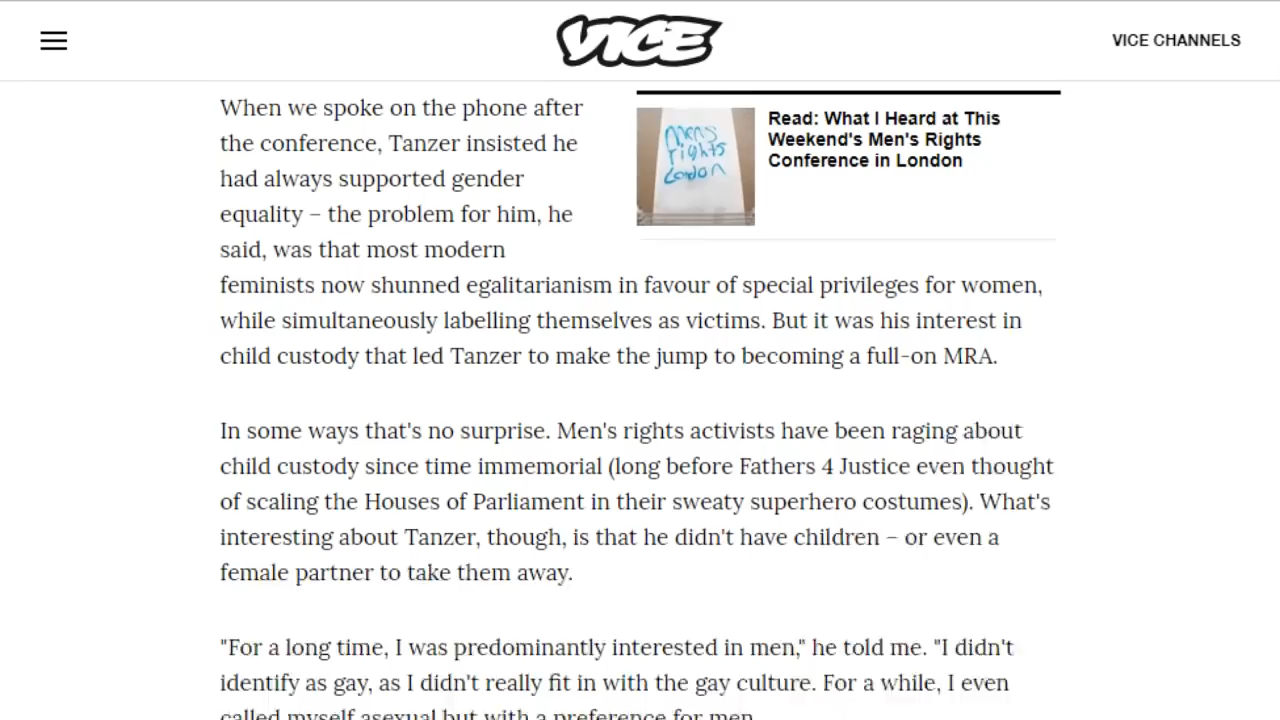 VICE
VICE CHANNELS
When we spoke on the phone after
the conference, Tanzer insisted he
had always supported gender
equality – the problem for him, he
said, was that most modern
mens
rights
London
Read: What I Heard at This
Weekend's Men's Rights
Conference in London
feminists now shunned egalitarianism in favour of special privileges for women,
while simultaneously labelling themselves as victims. But it was his interest in
child custody that led Tanzer to make the jump to becoming a full-on MRA.
In some ways that's no surprise. Men's rights activists have been raging about
child custody since time immemorial (long before Fathers 4 Justice even thought
of scaling the Houses of Parliament in their sweaty superhero costumes). What's
interesting about Tanzer, though, is that he didn't have children – or even a
female partner to take them away.
"For a long time, I was predominantly interested in men," he told me. "I didn't
identify as gay, as I didn't really fit in with the gay culture. For a while, I even
called myself asexual but with a preference for men.